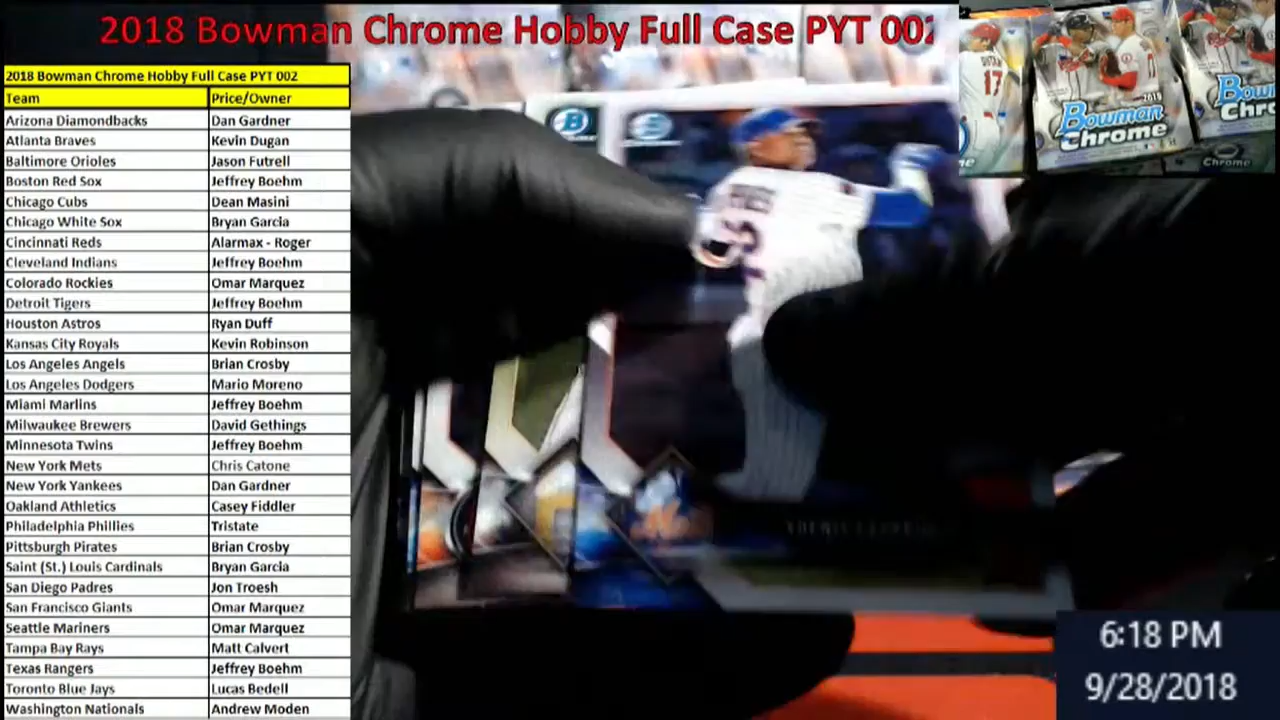 2018 Bowman Chrome Hobby Full Case PYT 002
2018 Bowman Chrome Hobby Full Case PYT 002
Team Price/Owner
Arizona Diamondbacks Dan Gardner
Atlanta Braves Kevin Dugan
Baltimore Orioles Jason Futrell
Boston Red Sox Jeffrey Boehm
Chicago Cubs Dean Masini
Chicago White Sox Bryan Garcia
Cincinnati Reds Alarmax - Roger
Cleveland Indians Jeffrey Boehm
Colorado Rockies Omar Marquez
Detroit Tigers Jeffrey Boehm
Houston Astros Ryan Duff
Kansas City Royals Kevin Robinson
Los Angeles Angels Brian Crosby
Los Angeles Dodgers Mario Moreno
Miami Marlins Jeffrey Boehm
Milwaukee Brewers David Gethings
Minnesota Twins Jeffrey Boehm
New York Mets Chris Catone
New York Yankees Dan Gardner
Oakland Athletics Casey Fiddler
Philadelphia Phillies Tristate
Pittsburgh Pirates Brian Crosby
Saint (St.) Louis Cardinals Bryan Garcia
San Diego Padres Jon Troesh
San Francisco Giants Omar Marquez
Seattle Mariners Omar Marquez
Tampa Bay Rays Matt Calvert
Texas Rangers Jeffrey Boehm
Toronto Blue Jays Lucas Bedell
Washington Nationals Andrew Moden
17
2018
Bowman
Chrome
Bow
Chro
Chrome
6:18 PM
9/28/2018